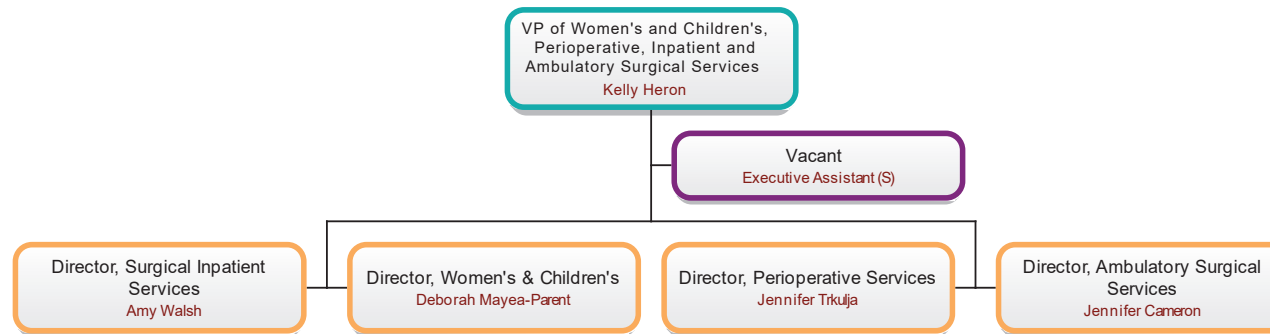 VP of Women's and Children's,
Perioperative, Inpatient and
Ambulatory Surgical Services
Kelly Heron
Vacant
Executive Assistant (S)
Director, Surgical Inpatient
Services
Amy Walsh
Director, Women's & Children's
Deborah Mayea-Parent
Director, Perioperative Services
Jennifer Trkulja
Director, Ambulatory Surgical
Services
Jennifer Cameron